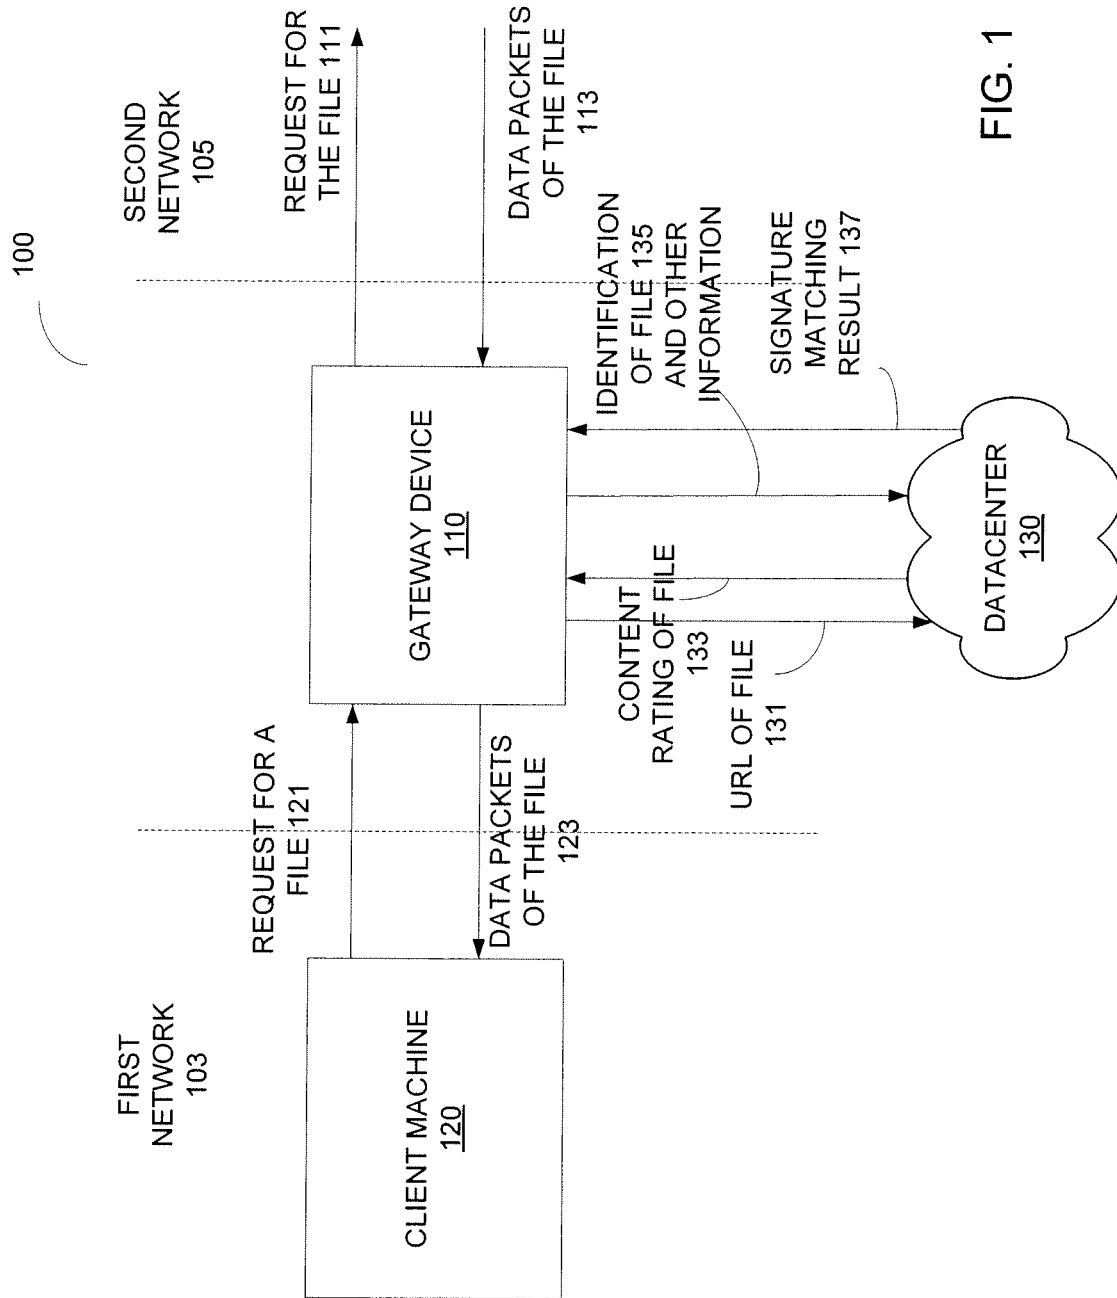 100
FIRST
NETWORK
103
SECOND
NETWORK
105
REQUEST FOR A
FILE 121
REQUEST FOR
THE FILE 111
CLIENT MACHINE
120
GATEWAY DEVICE
110
DATA PACKETS
OF THE FILE
123
DATA PACKETS
OF THE FILE
113
CONTENT
RATING OF FILE
133
URL OF FILE
131
IDENTIFICATION
OF FILE 135
AND OTHER
INFORMATION
SIGNATURE
MATCHING
RESULT 137
DATACENTER
130
FIG. 1